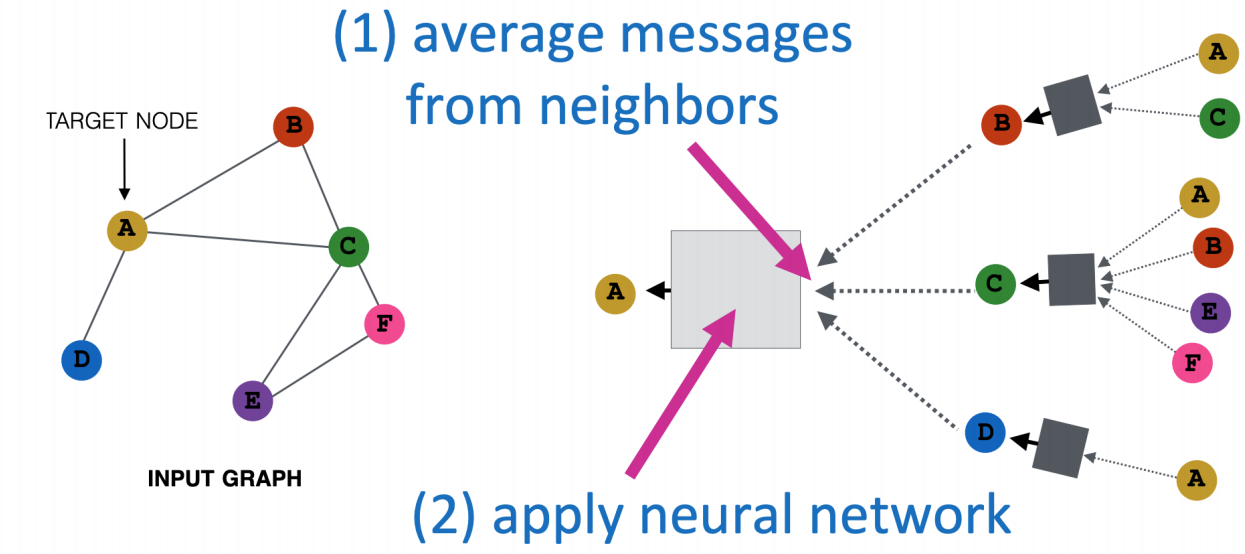 (1) average messages
from neighbors
TARGET NODE
B
A
C
D
F
E
INPUT GRAPH
A
B
C
D
A
C
A
B
E
F
A
(2) apply neural network